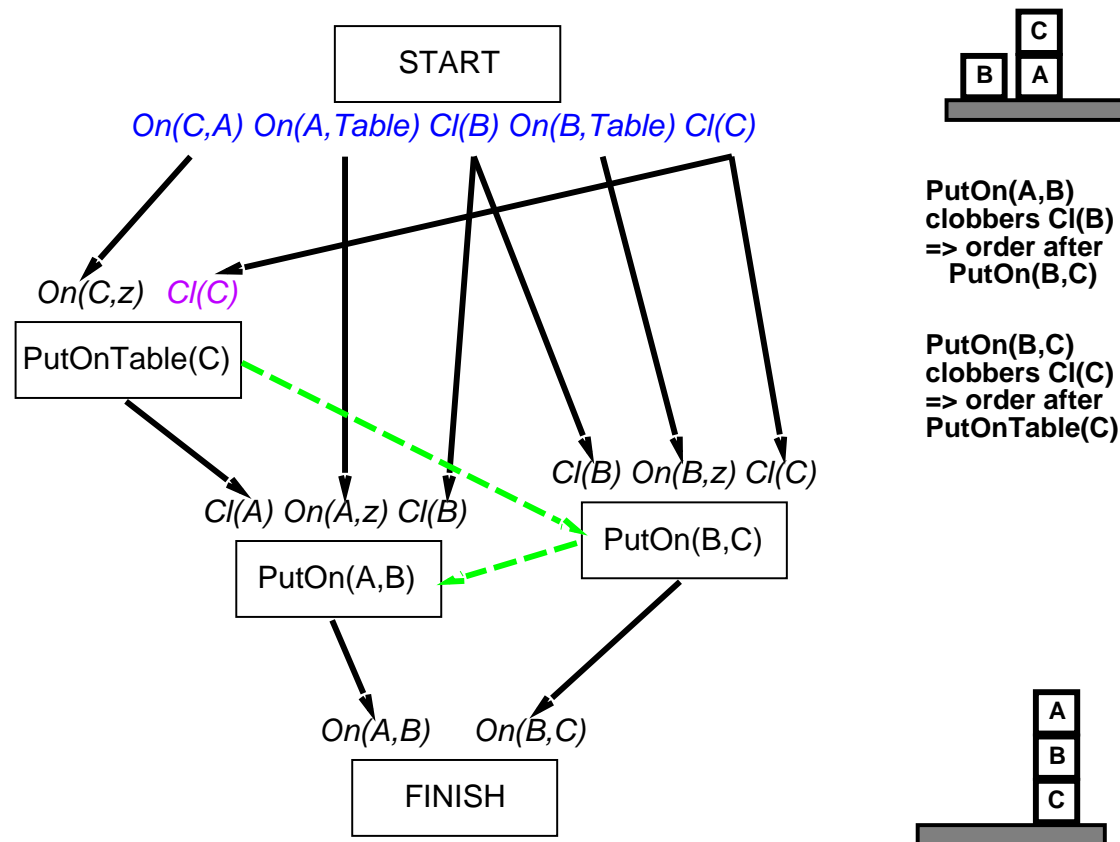 START
On(C,A) On(A,Table) Cl(B) On(B,Table) Cl(C)
On(C,z) Cl(C)
PutOnTable(C)
Cl(A) On(A,z) Cl(B)
PutOn(A,B)
Cl(B) On(B,z) Cl(C)
PutOn(B,C)
On(A,B) On(B,C)
FINISH
C
B A
PutOn(A,B)
clobbers Cl(B)
=> order after
PutOn(B,C)
PutOn(B,C)
clobbers Cl(C)
=> order after
PutOnTable(C)
A
B
C